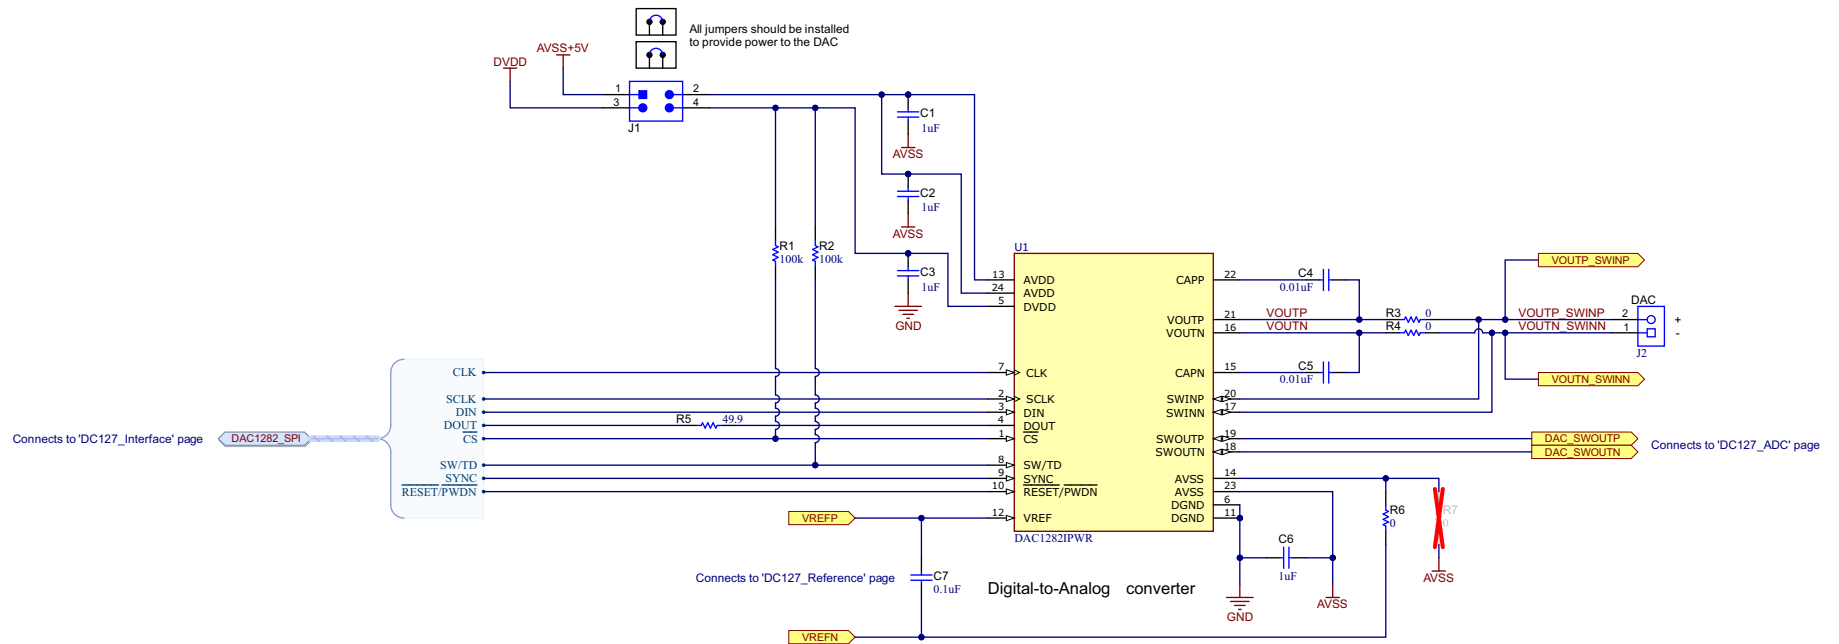 All jumpers should be installed
to provide power to the DAC
AVSS+5V
DVDD
1
2
3
4
J1
C1
1uF
AVSS
C2
1uF
AVSS
R1
100k
R2
100k
C3
1uF
GND
U1
13
AVDD
24
AVDD
5
DVDD
7
CLK
2
SCLK
3
DIN
4
DOUT
1
CS
8
SW/TD
9
SYNC
10
RESET/PWDN
12
VREF
DAC1282IPWR
CAPP
22
VOUTP
21
VOUTN
16
CAPN
15
SWINP
20
SWINN
17
SWOUTP
19
SWOUTN
18
AVSS
14
AVSS
23
DGND
6
DGND
11
C4
0.01uF
VOUTP
VOUTN
R3
0
R4
0
C5
0.01uF
VOUTP_SWINP
VOUTP_SWINP
VOUTN_SWINN
VOUTN_SWINN
DAC
2
1
+
-
J2
DAC_SWOUTP
DAC_SWOUTN
Connects to 'DC127_ADC' page
CLK
SCLK
DIN
DOUT
CS
SW/TD
SYNC
RESET/PWDN
R5
49.9
Connects to 'DC127_Interface' page
DAC1282_SPI
VREFP
Connects to 'DC127_Reference' page
C7
0.1uF
VREFN
Digital-to-Analog converter
C6
1uF
GND
AVSS
R6
0
R7
0
AVSS